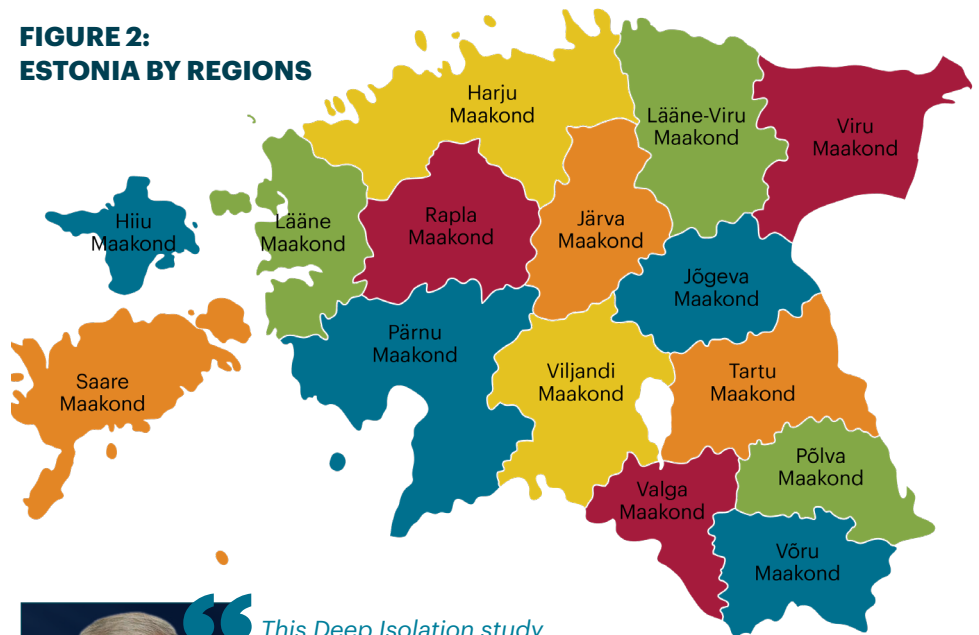 FIGURE 2:
ESTONIA BY REGIONS
Harju
Maakond
Lääne-Viru
Maakond
Viru
Maakond
Hiiu
Maakond
Lääne
Maakond
Rapla
Maakond
Järva
Maakond
Jõgeva
Maakond
Pärnu
Maakond
Saare
Maakond
Viljandi
Maakond
Tartu
Maakond
Põlva
Maakond
Valga
Maakond
Võru
Maakond
“
This Deep Isolation study